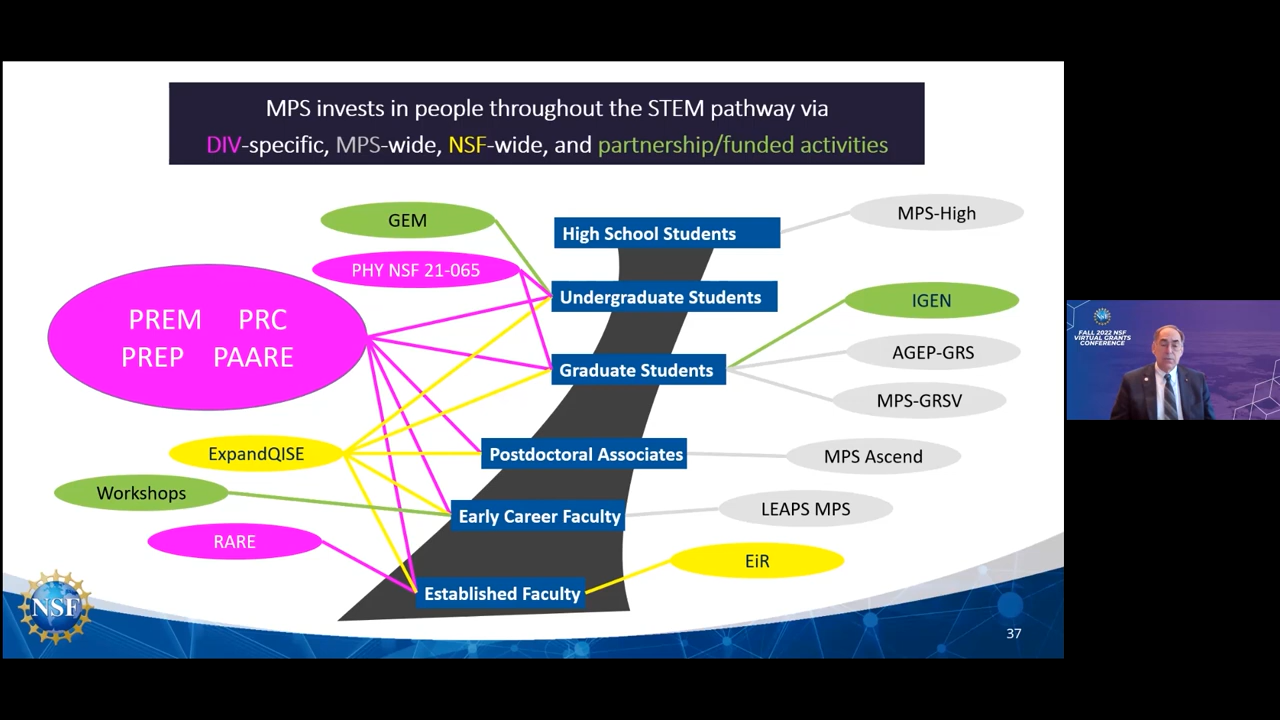 MPS invests in people throughout the STEM pathway via
DIV-specific, MPS-wide, NSF-wide, and partnership/funded activities
GEM
High School Students
MPS-High
PHY NSF 21-065
Undergraduate Students
IGEN
PREM PRC
PREP PAARE
Graduate Students
AGEP-GRS
MPS-GRSV
ExpandQISE
Postdoctoral Associates
MPS Ascend
Workshops
Early Career Faculty
LEAPS MPS
RARE
EiR
Established Faculty
NSF
37
NSF
FALL 2022 NSF
VIRTUAL GRANTS
CONFERENCE